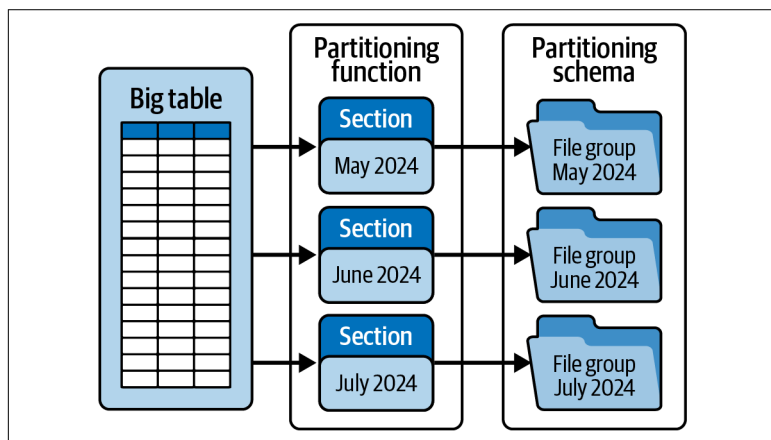 Big table
Partitioning
function
Section
May 2024
Section
June 2024
Section
July 2024
Partitioning
schema
File group
May 2024
File group
June 2024
File group
July 2024